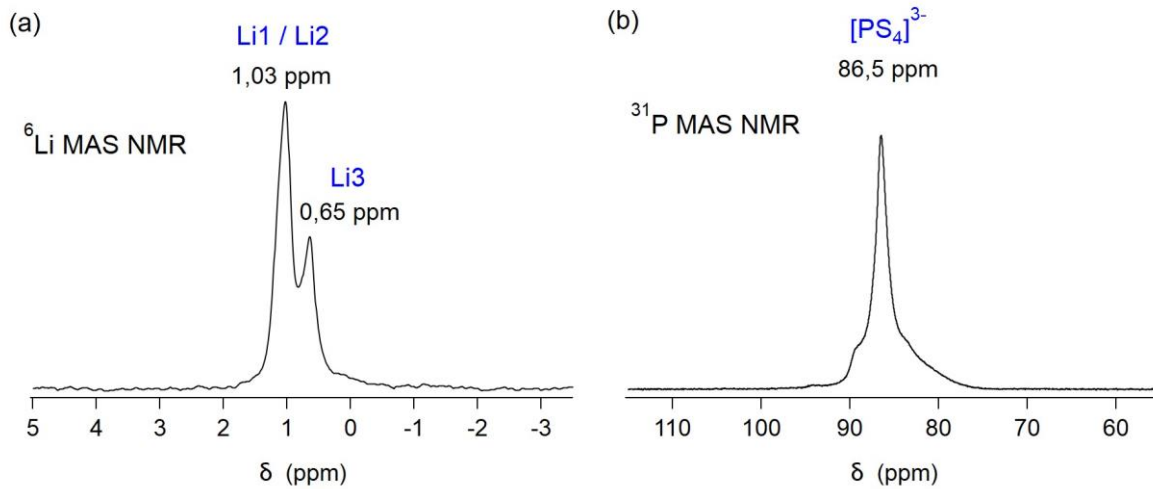 (a)
Li1 / Li2
1,03 ppm
⁶Li MAS NMR
Li3
0,65 ppm
5 4 3 2 1 0 -1 -2 -3
δ (ppm)
(b)
[PS₄]³⁻
86,5 ppm
³¹P MAS NMR
110 100 90 80 70 60
δ (ppm)